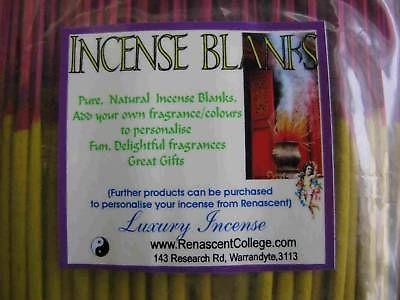 INCENSE BLANKS
Pure, Natural Incense Blanks,
Add your own fragrance/colours
to personalise
Fun, Delightful fragrances
Great Gifts
(Further products can be purchased
to personalise your incense from Renascent)
Luxury Incense
www.RenascentCollege.com
143 Research Rd, Warrandyte,3113